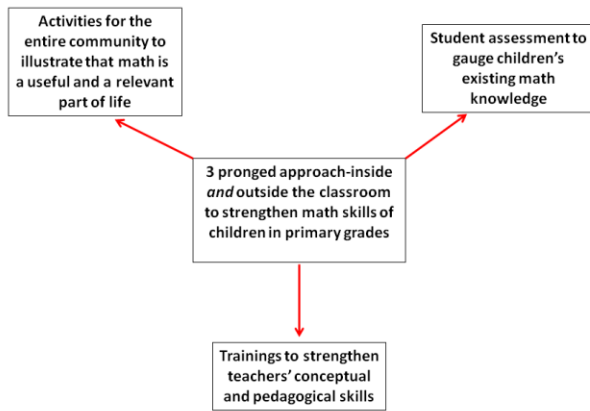 Activities for the
entire community to
illustrate that math is
a useful and a relevant
part of life
Student assessment to
gauge children’s
existing math
knowledge
3 pronged approach-inside
and outside the classroom
to strengthen math skills of
children in primary grades
Trainings to strengthen
teachers’ conceptual
and pedagogical skills